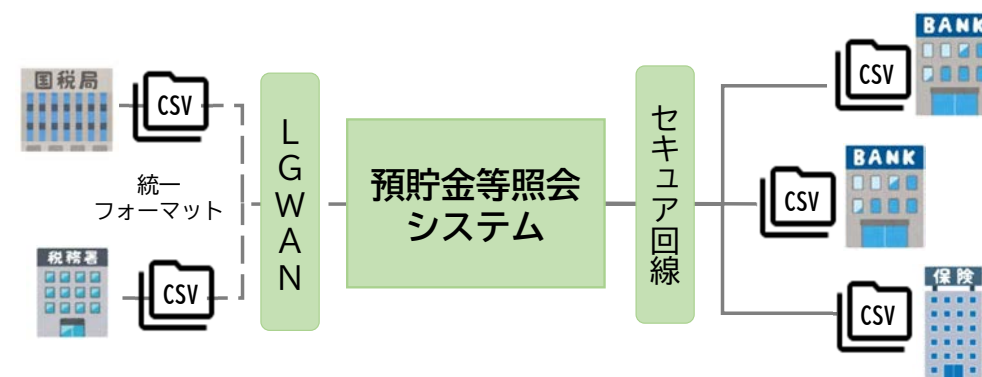 国税局
CSV
統一
フォーマット
税務署
CSV
LGWAN
預貯金等照会
システム
セキュア回線
BANK
CSV
BANK
CSV
保険
CSV